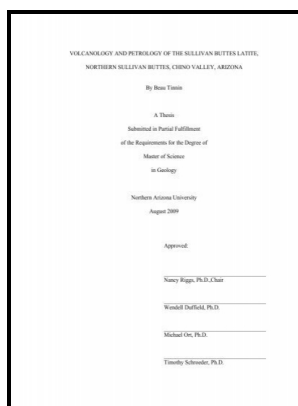 VOLCANOLOGY AND PETROLOGY OF THE SULLIVAN BUTTES LATITE,
NORTHERN SULLIVAN BUTTES, CHINO VALLEY, ARIZONA
By Beau Tinnin
A Thesis
Submitted in Partial Fulfillment
of the Requirements for the Degree of
Master of Science
in Geology
Northern Arizona University
August 2009
Approved:
Nancy Riggs, Ph.D.,Chair
Wendell Duffield, Ph.D.
Michael Ort, Ph.D.
Timothy Schroeder, Ph.D.